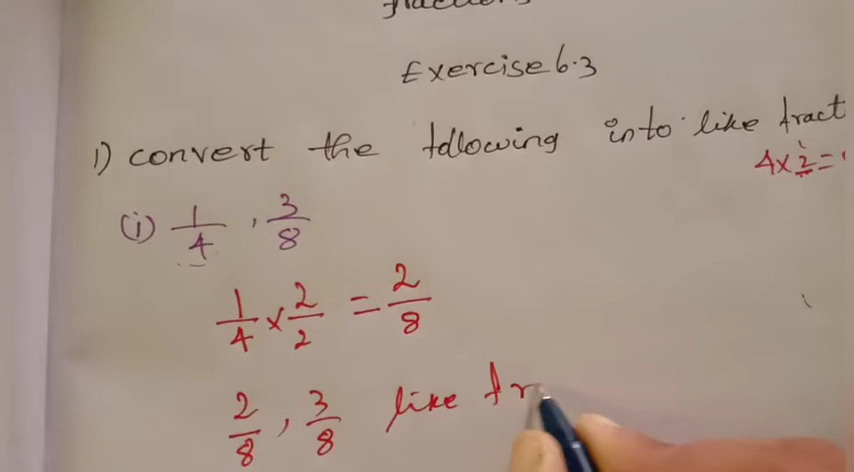 Exercise 6.3
1) convert the following into like fract
4 × 2 =
(i) 1/4 , 3/8
1/4 × 2/2 = 2/8
2/8 , 3/8 like fr